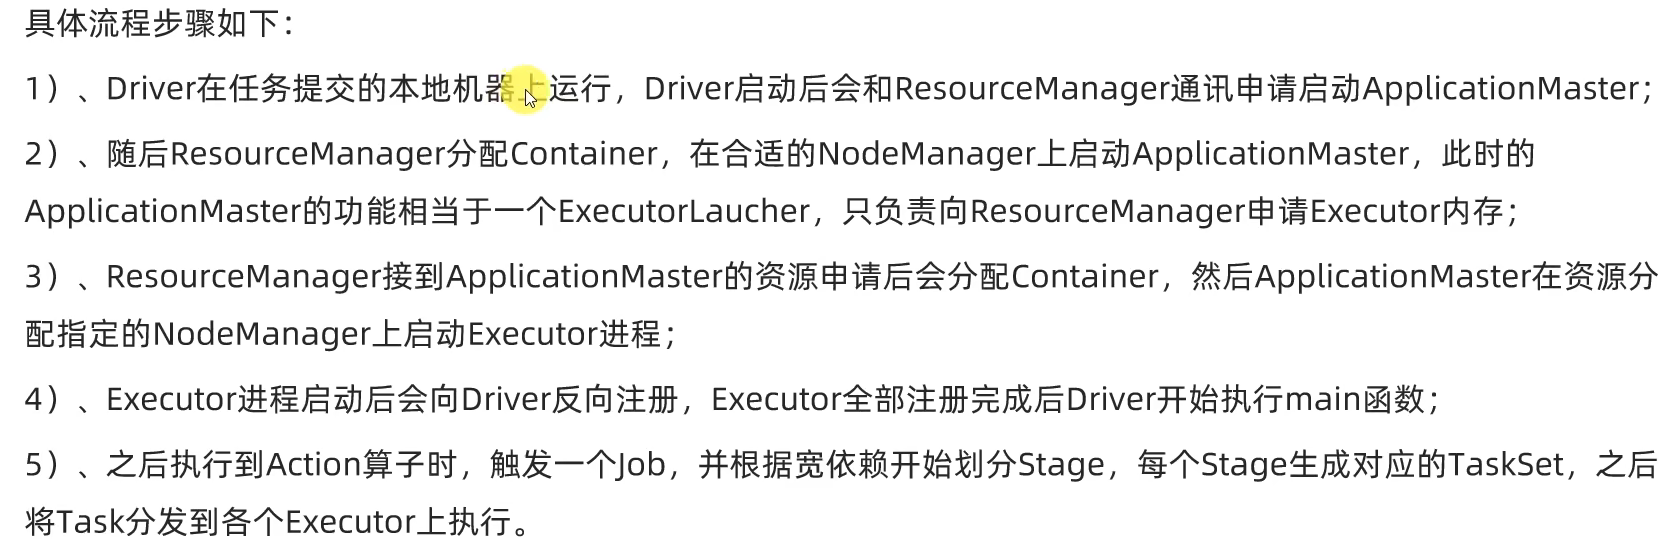 具体流程步骤如下：
1）、Driver在任务提交的本地机器上运行，Driver启动后会和ResourceManager通讯申请启动ApplicationMaster；
2）、随后ResourceManager分配Container，在合适的NodeManager上启动ApplicationMaster，此时的
ApplicationMaster的功能相当于一个ExecutorLaucher，只负责向ResourceManager申请Executor内存；
3）、ResourceManager接到ApplicationMaster的资源申请后会分配Container，然后ApplicationMaster在资源分
配指定的NodeManager上启动Executor进程；
4）、Executor进程启动后会向Driver反向注册，Executor全部注册完成后Driver开始执行main函数；
5）、之后执行到Action算子时，触发一个Job，并根据宽依赖开始划分Stage，每个Stage生成对应的TaskSet，之后
将Task分发到各个Executor上执行。